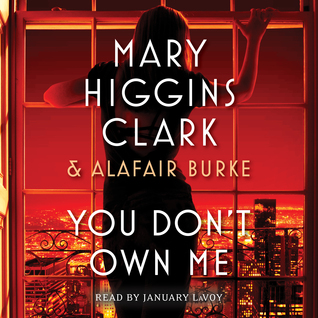 MARY
HIGGINS
CLARK
& ALAFAIR BURKE
YOU DON'T
OWN ME
READ BY JANUARY LAVOY